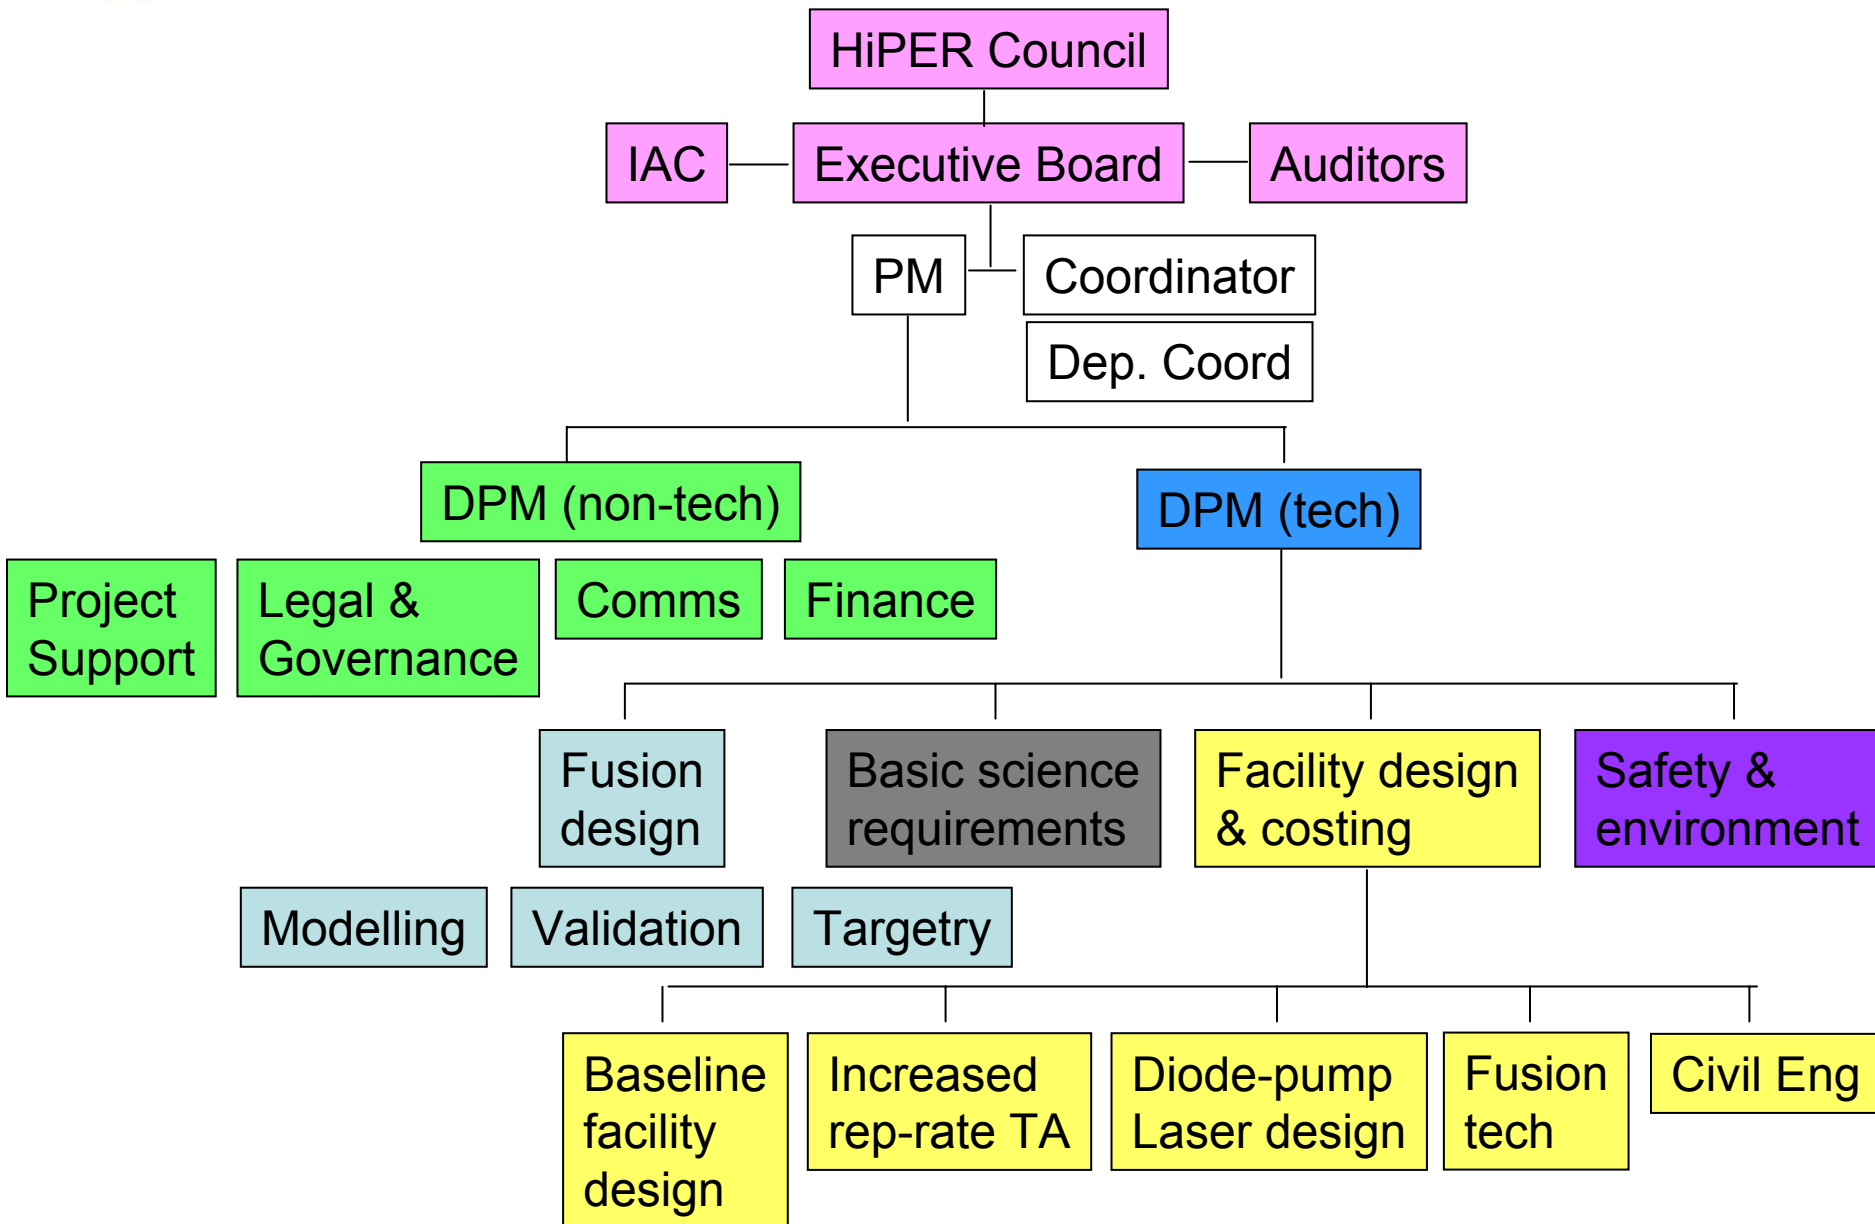 HiPER Council
IAC
Executive Board
Auditors
PM
Coordinator
Dep. Coord
DPM (non-tech)
DPM (tech)
Project
Support
Legal &
Governance
Comms
Finance
Fusion
design
Basic science
requirements
Facility design
& costing
Safety &
environment
Modelling
Validation
Targetry
Baseline
facility
design
Increased
rep-rate TA
Diode-pump
Laser design
Fusion
tech
Civil Eng